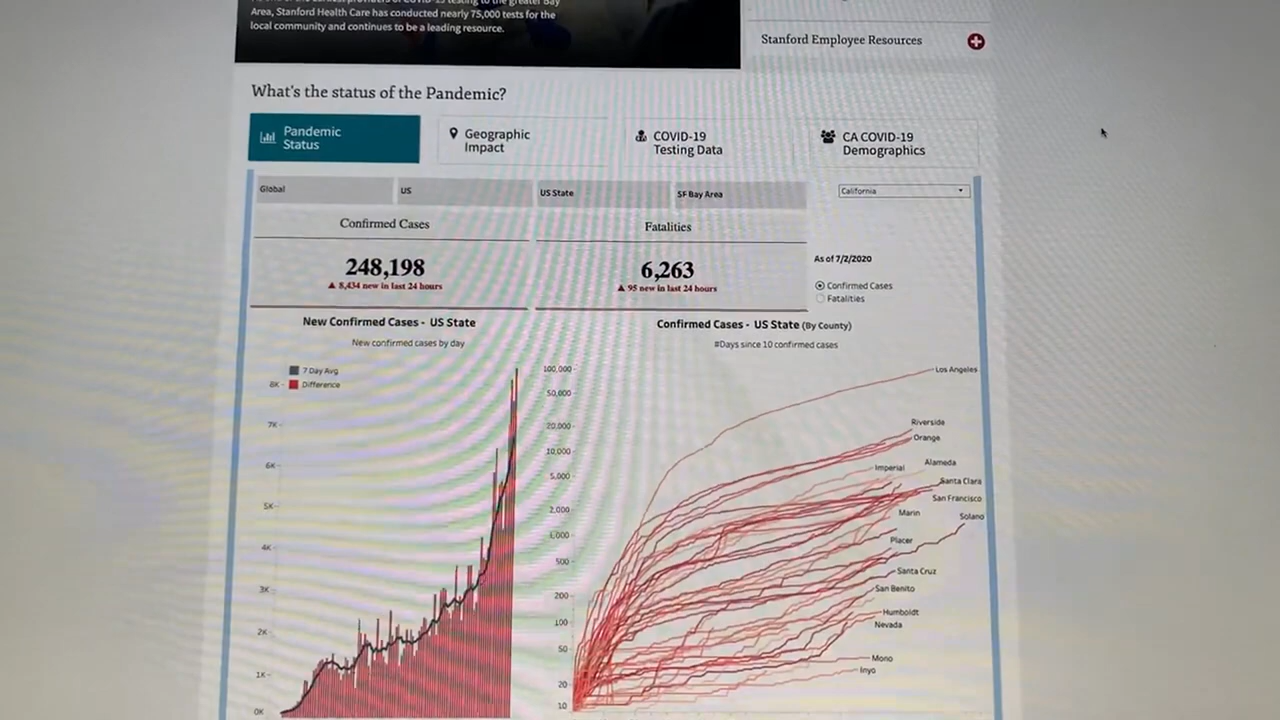 Area, Stanford Health Care has conducted nearly 75,000 tests for the
local community and continues to be a leading resource.
Stanford Employee Resources
What's the status of the Pandemic?
Pandemic
Status
Geographic
Impact
COVID-19
Testing Data
CA COVID-19
Demographics
Global
US
US State
SF Bay Area
California
Confirmed Cases
Fatalities
248,198
▲ 8,434 new in last 24 hours
6,263
▲ 95 new in last 24 hours
As of 7/2/2020
Confirmed Cases
Fatalities
New Confirmed Cases - US State
New confirmed cases by day
7 Day Avg
Difference
8K
7K
6K
5K
4K
3K
2K
1K
0K
Confirmed Cases - US State (By County)
#Days since 10 confirmed cases
100,000
50,000
20,000
10,000
5,000
2,000
1,000
500
200
100
50
20
10
Los Angeles
Riverside
Orange
Alameda
Imperial
Santa Clara
San Francisco
Marin
Solano
Placer
Santa Cruz
San Benito
Humboldt
Nevada
Mono
Inyo